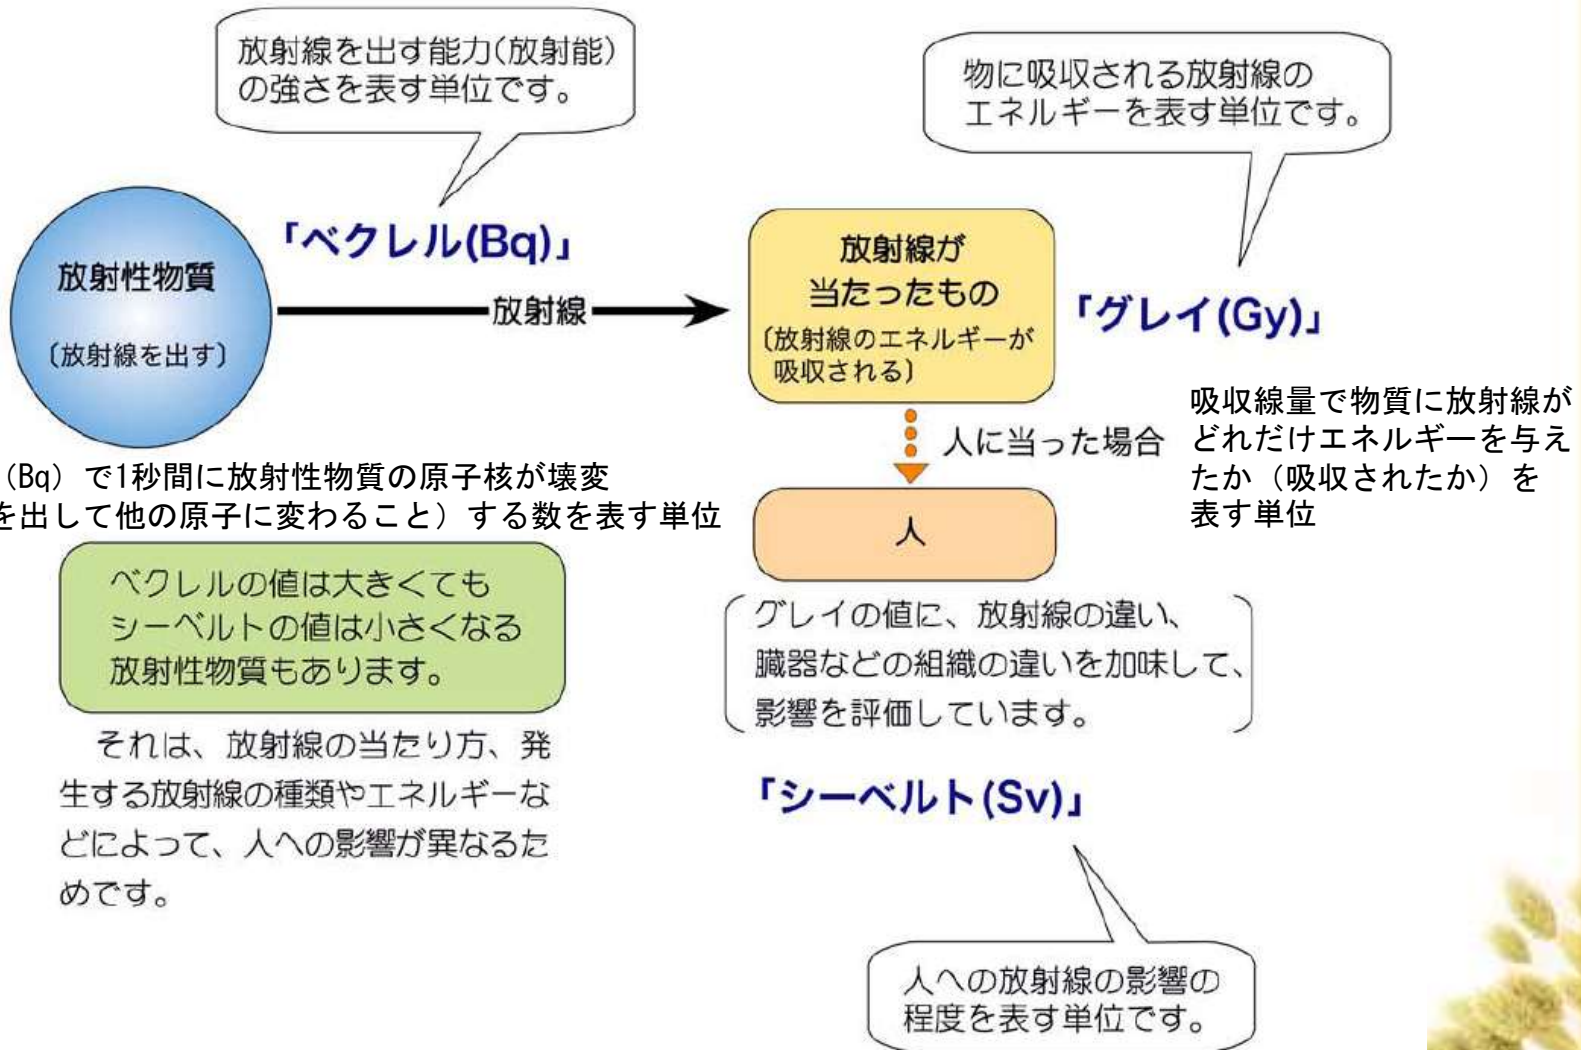 放射線を出す能力(放射能)
の強さを表す単位です。
物に吸収される放射線の
エネルギーを表す単位です。
「ベクレル(Bq)」
放射性物質
〔放射線を出す〕
放射線
放射線が
当たったもの
〔放射線のエネルギーが
吸収される〕
「グレイ(Gy)」
吸収線量で物質に放射線が
どれだけエネルギーを与え
たか（吸収されたか）を
表す単位
人に当った場合
（Bq）で1秒間に放射性物質の原子核が壊変
を出して他の原子に変わること）する数を表す単位
人
ベクレルの値は大きくても
シーベルトの値は小さくなる
放射性物質もあります。
グレイの値に、放射線の違い、
臓器などの組織の違いを加味して、
影響を評価しています。
それは、放射線の当たり方、発
生する放射線の種類やエネルギーな
どによって、人への影響が異なるた
めです。
「シーベルト(Sv)」
人への放射線の影響の
程度を表す単位です。